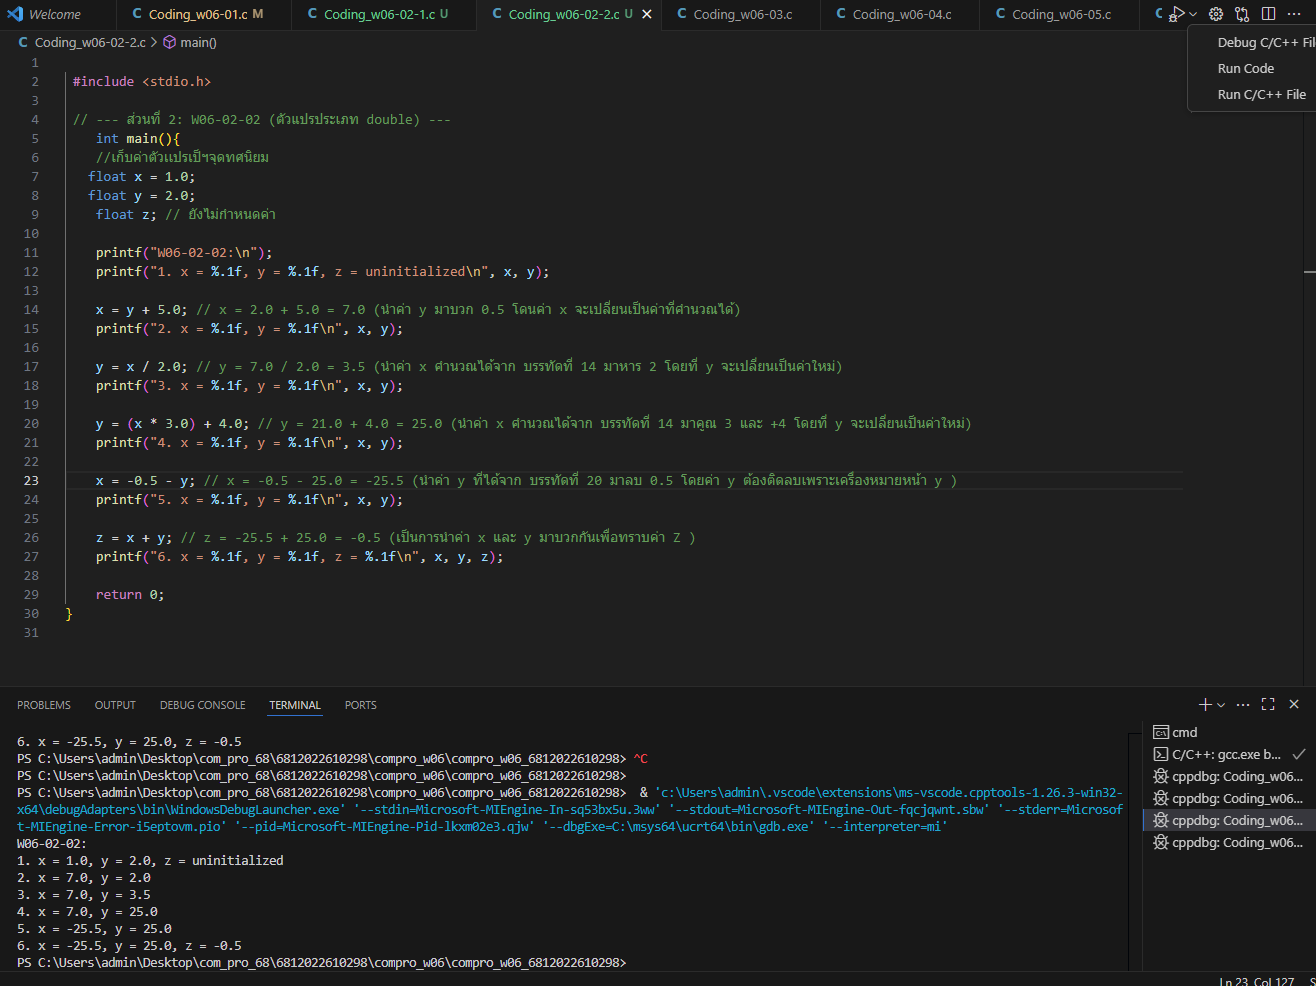 Welcome
C Coding_w06-01.c M
C Coding_w06-02-1.c U
C Coding_w06-02-2.c U
C Coding_w06-03.c
C Coding_w06-04.c
C Coding_w06-05.c
C
Debug C/C++ Fil
Run Code
Run C/C++ File
C Coding_w06-02-2.c > main()
1
2 #include <stdio.h>
3
4 // --- ส่วนที่ 2: W06-02-02 (ตัวแปรประเภท double) ---
5 int main(){
6 //เก็บค่าตัวแปรเป็ฯจุดทศนิยม
7 float x = 1.0;
8 float y = 2.0;
9 float z; // ยังไม่กำหนดค่า
10
11 printf("W06-02-02:\n");
12 printf("1. x = %.1f, y = %.1f, z = uninitialized\n", x, y);
13
14 x = y + 5.0; // x = 2.0 + 5.0 = 7.0 (นำค่า y มาบวก 0.5 โดนค่า x จะเปลี่ยนเป็นค่าที่คำนวณได้)
15 printf("2. x = %.1f, y = %.1f\n", x, y);
16
17 y = x / 2.0; // y = 7.0 / 2.0 = 3.5 (นำค่า x คำนวณได้จาก บรรทัดที่ 14 มาหาร 2 โดยที่ y จะเปลี่ยนเป็นค่าใหม่)
18 printf("3. x = %.1f, y = %.1f\n", x, y);
19
20 y = (x * 3.0) + 4.0; // y = 21.0 + 4.0 = 25.0 (นำค่า x คำนวณได้จาก บรรทัดที่ 14 มาคูณ 3 และ +4 โดยที่ y จะเปลี่ยนเป็นค่าใหม่)
21 printf("4. x = %.1f, y = %.1f\n", x, y);
22
23 x = -0.5 - y; // x = -0.5 - 25.0 = -25.5 (นำค่า y ที่ได้จาก บรรทัดที่ 20 มาลบ 0.5 โดยค่า y ต้องติดลบเพราะเครื่องหมายหน้า y )
24 printf("5. x = %.1f, y = %.1f\n", x, y);
25
26 z = x + y; // z = -25.5 + 25.0 = -0.5 (เป็นการนำค่า x และ y มาบวกกันเพื่อทราบค่า Z )
27 printf("6. x = %.1f, y = %.1f, z = %.1f\n", x, y, z);
28
29 return 0;
30 }
31
PROBLEMS OUTPUT DEBUG CONSOLE TERMINAL PORTS
6. x = -25.5, y = 25.0, z = -0.5
PS C:\Users\admin\Desktop\com_pro_68\6812022610298\compro_w06\compro_w06_6812022610298> ^C
PS C:\Users\admin\Desktop\com_pro_68\6812022610298\compro_w06\compro_w06_6812022610298>
PS C:\Users\admin\Desktop\com_pro_68\6812022610298\compro_w06\compro_w06_6812022610298> & 'c:\Users\admin\.vscode\extensions\ms-vscode.cpptools-1.26.3-win32-
x64\debugAdapters\bin\WindowsDebugLauncher.exe' '--stdin=Microsoft-MIEngine-In-sq53bx5u.3ww' '--stdout=Microsoft-MIEngine-Out-fqcjqwnt.sbw' '--stderr=Microsof
t-MIEngine-Error-i5eptovm.pio' '--pid=Microsoft-MIEngine-Pid-lkxm02e3.qjw' '--dbgExe=C:\msys64\ucrt64\bin\gdb.exe' '--interpreter=mi'
W06-02-02:
1. x = 1.0, y = 2.0, z = uninitialized
2. x = 7.0, y = 2.0
3. x = 7.0, y = 3.5
4. x = 7.0, y = 25.0
5. x = -25.5, y = 25.0
6. x = -25.5, y = 25.0, z = -0.5
PS C:\Users\admin\Desktop\com_pro_68\6812022610298\compro_w06\compro_w06_6812022610298>
cmd
C/C++: gcc.exe b...
cppdbg: Coding_w06...
cppdbg: Coding_w06...
cppdbg: Coding_w06...
cppdbg: Coding_w06...
Ln 23, Col 127 S